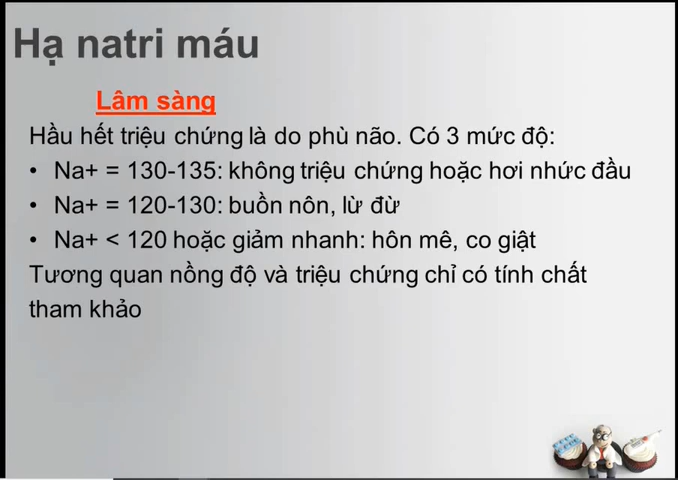 Hạ natri máu
Lâm sàng
Hầu hết triệu chứng là do phù não. Có 3 mức độ:
• Na+ = 130-135: không triệu chứng hoặc hơi nhức đầu
• Na+ = 120-130: buồn nôn, lừ đừ
• Na+ < 120 hoặc giảm nhanh: hôn mê, co giật
Tương quan nồng độ và triệu chứng chỉ có tính chất
tham khảo